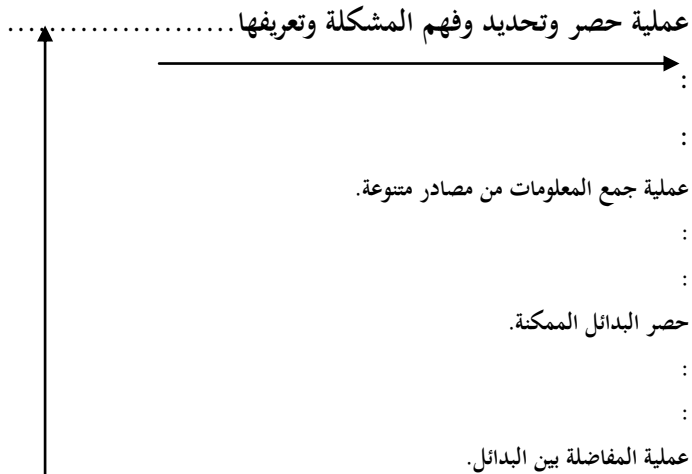 عملية حصر وتحديد وفهم المشكلة وتعريفها......................
:
:
عملية جمع المعلومات من مصادر متنوعة.
:
:
حصر البدائل الممكنة.
:
:
عملية المفاضلة بين البدائل.